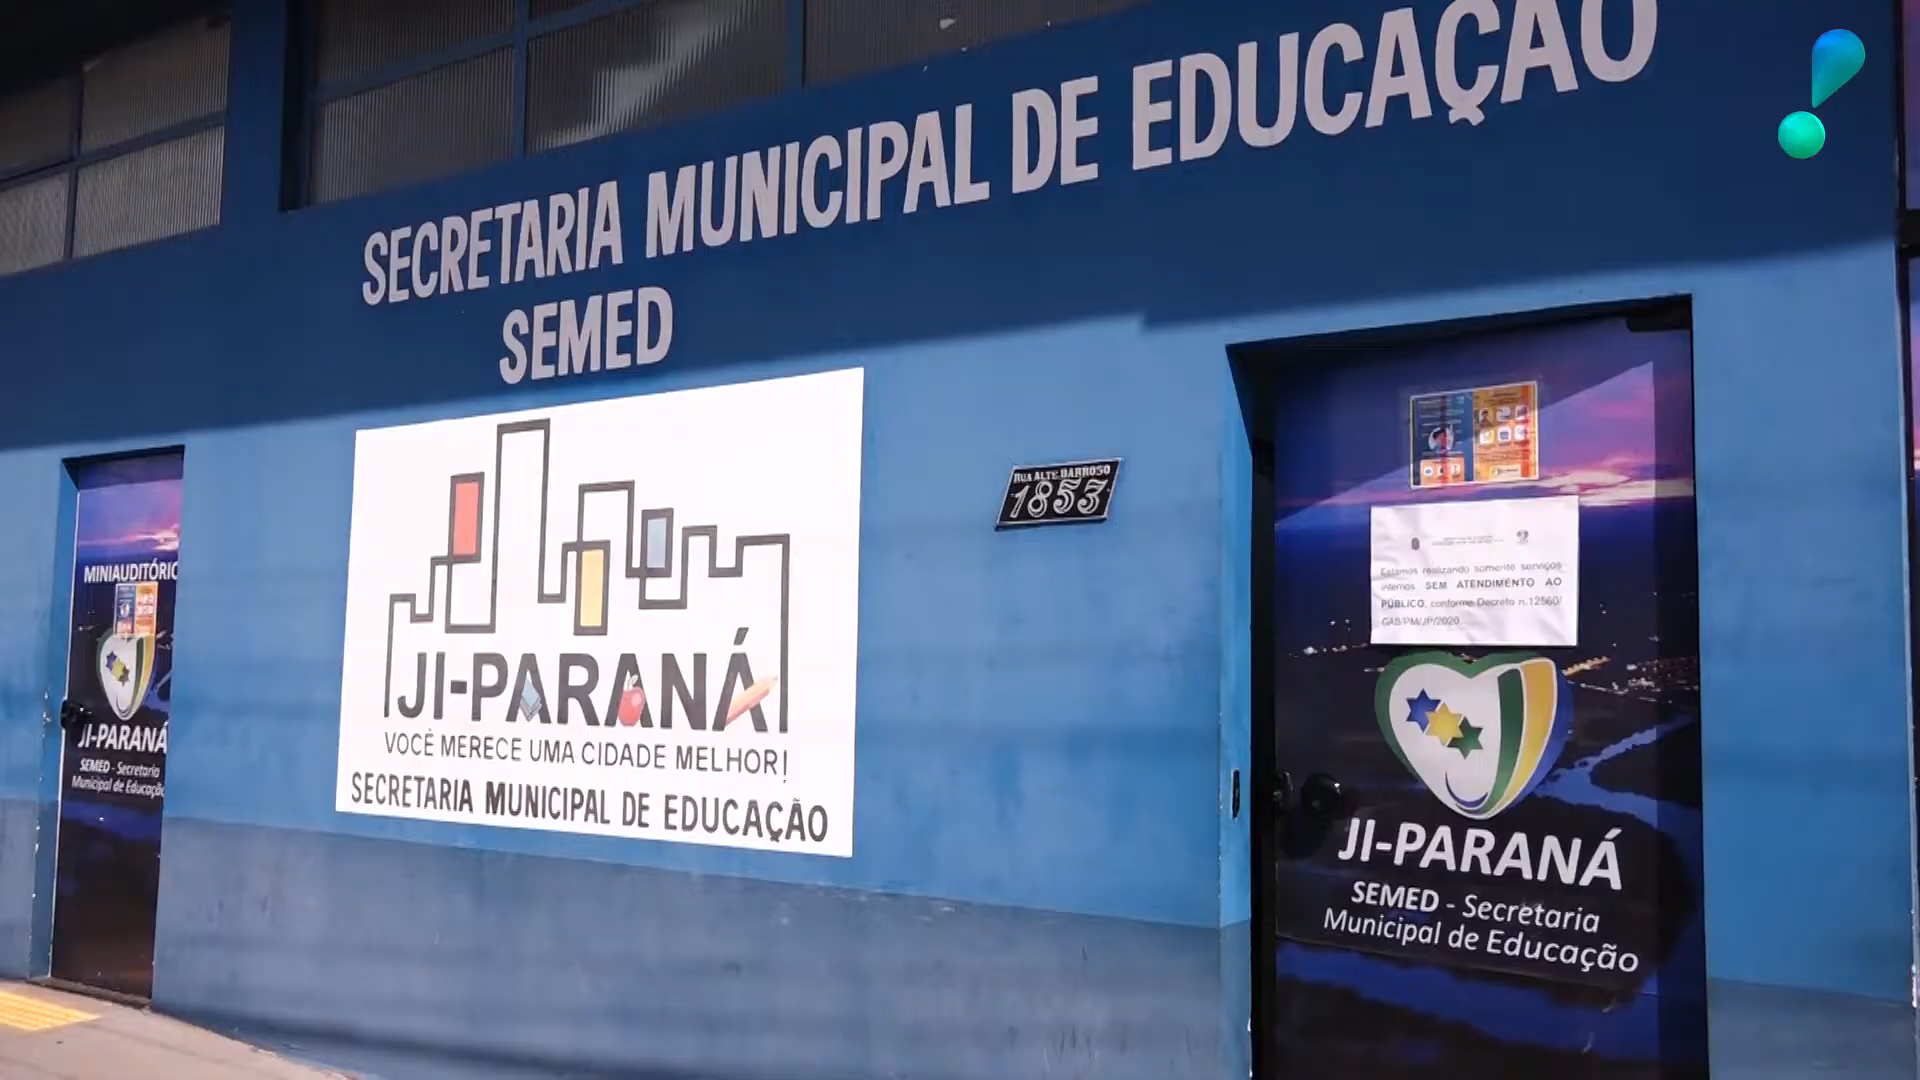 SECRETARIA MUNICIPAL DE EDUCAÇÃO
SEMED
JI-PARANÁ
VOCÊ MERECE UMA CIDADE MELHOR!
SECRETARIA MUNICIPAL DE EDUCAÇÃO
RUA ALTE. BARROSO
1853
MINIAUDITÓRIO
JI-PARANÁ
SEMED - Secretaria
Municipal de Educação
Estamos realizando somente serviços
internos SEM ATENDIMENTO AO
PÚBLICO, conforme Decreto n.12560/
GAB/PM/JP/2020.
JI-PARANÁ
SEMED - Secretaria
Municipal de Educação